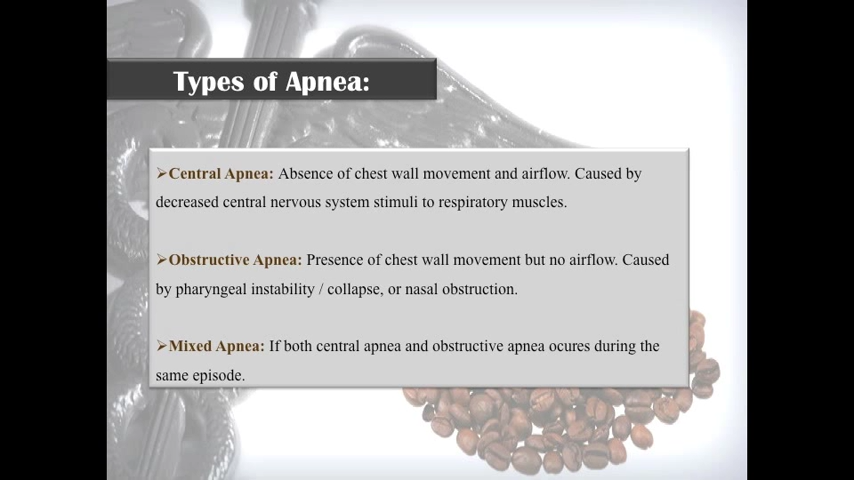 Types of Apnea:
➢Central Apnea: Absence of chest wall movement and airflow. Caused by
decreased central nervous system stimuli to respiratory muscles.
➢Obstructive Apnea: Presence of chest wall movement but no airflow. Caused
by pharyngeal instability / collapse, or nasal obstruction.
➢Mixed Apnea: If both central apnea and obstructive apnea ocures during the
same episode.